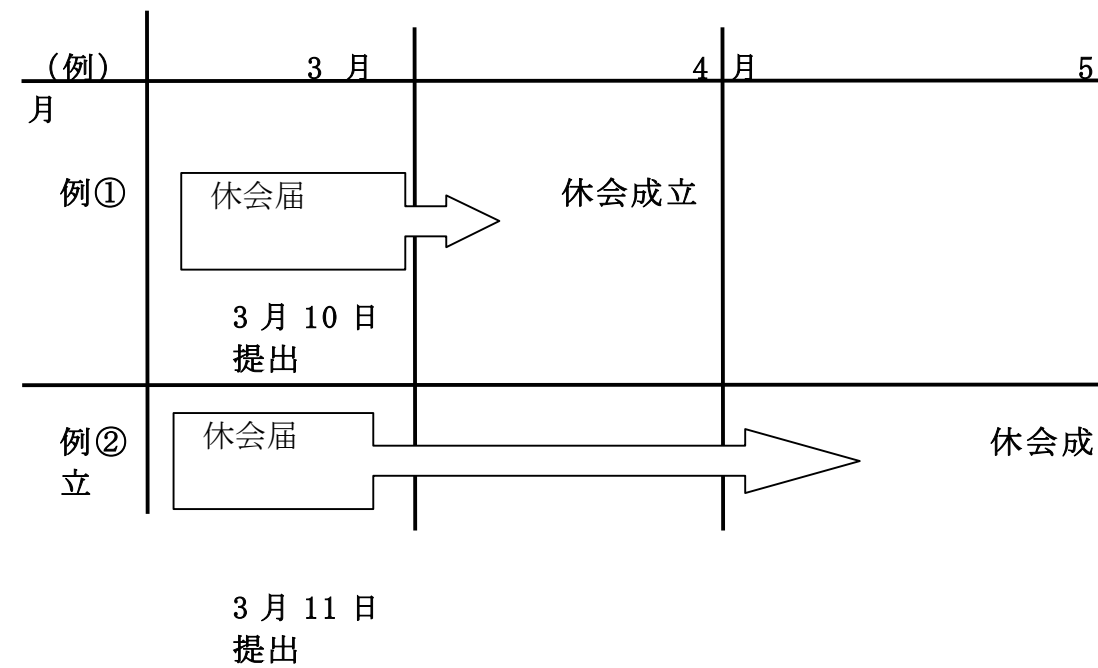 (例) 3 月 4 月 5
月
例① 休会届 休会成立
3 月 10 日
提出
例② 休会届 休会成
立
3 月 11 日
提出